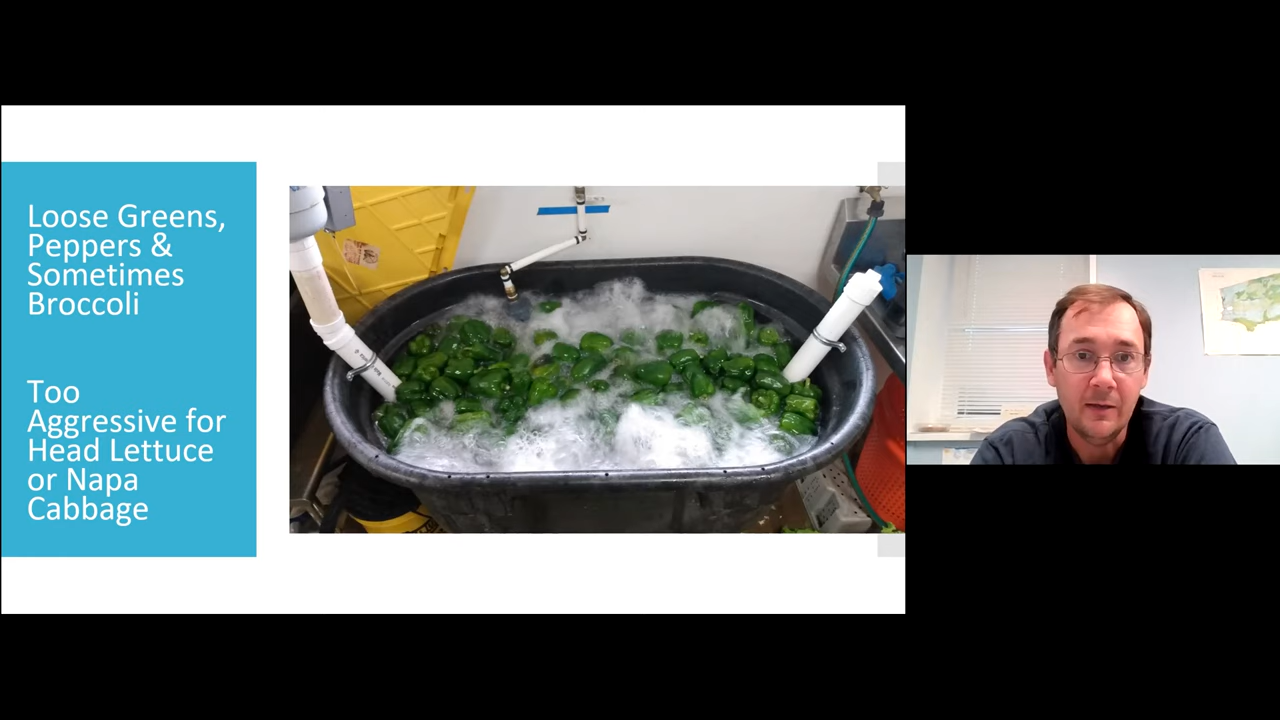 Loose Greens,
Peppers &
Sometimes
Broccoli
Too
Aggressive for
Head Lettuce
or Napa
Cabbage